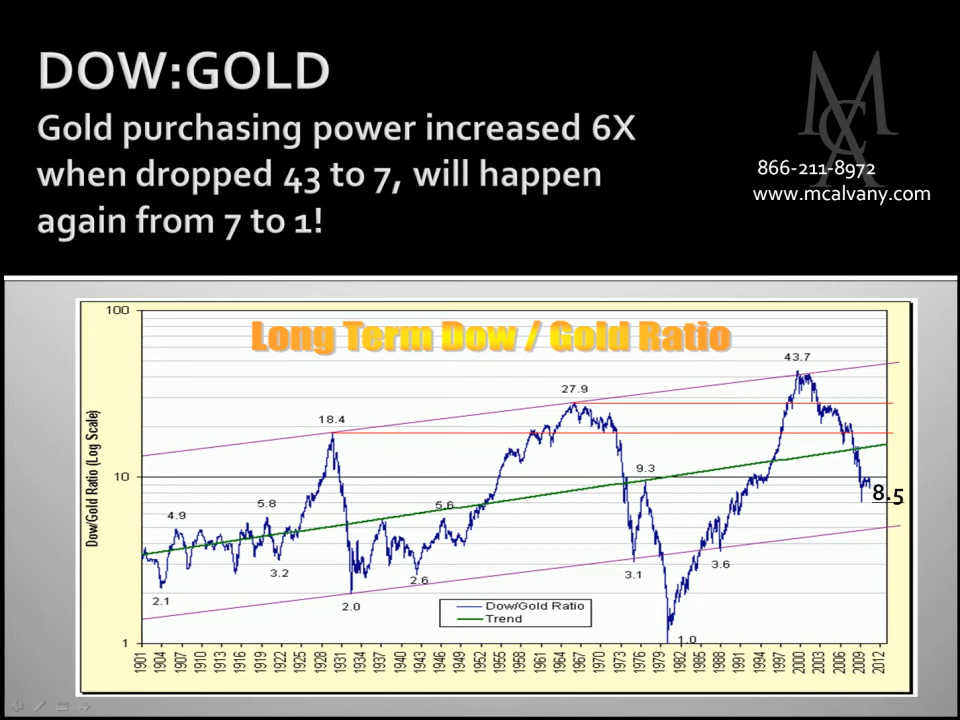 DOW:GOLD
Gold purchasing power increased 6X
when dropped 43 to 7, will happen
again from 7 to 1!
MCA
866-211-8972
www.mcalvany.com
Long Term Dow / Gold Ratio
Dow/Gold Ratio (Log Scale)
100
10
1
43.7
27.9
18.4
9.3
8.5
5.8
5.6
4.9
3.2
3.6
3.1
2.6
2.1
2.0
1.0
Dow/Gold Ratio
Trend
1901 1904 1907 1910 1913 1916 1919 1922 1925 1928 1931 1934 1937 1940 1943 1946 1949 1952 1955 1958 1961 1964 1967 1970 1973 1976 1979 1982 1985 1988 1991 1994 1997 2000 2003 2006 2009 2012